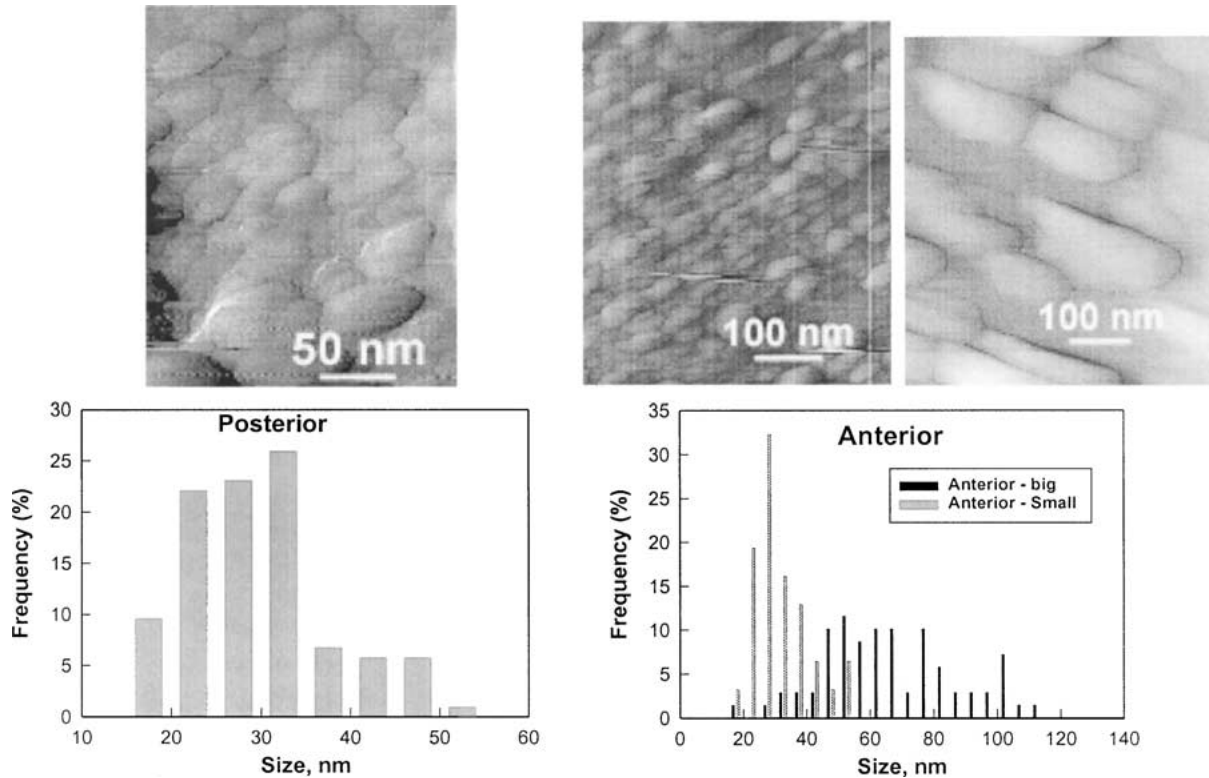 50 nm
100 nm
100 nm
Posterior
Frequency (%)
30
25
20
15
10
5
0
10 20 30 40 50 60
Size, nm
Anterior
Anterior - big
Anterior - Small
Frequency (%)
35
30
25
20
15
10
5
0
0 20 40 60 80 100 120 140
Size, nm